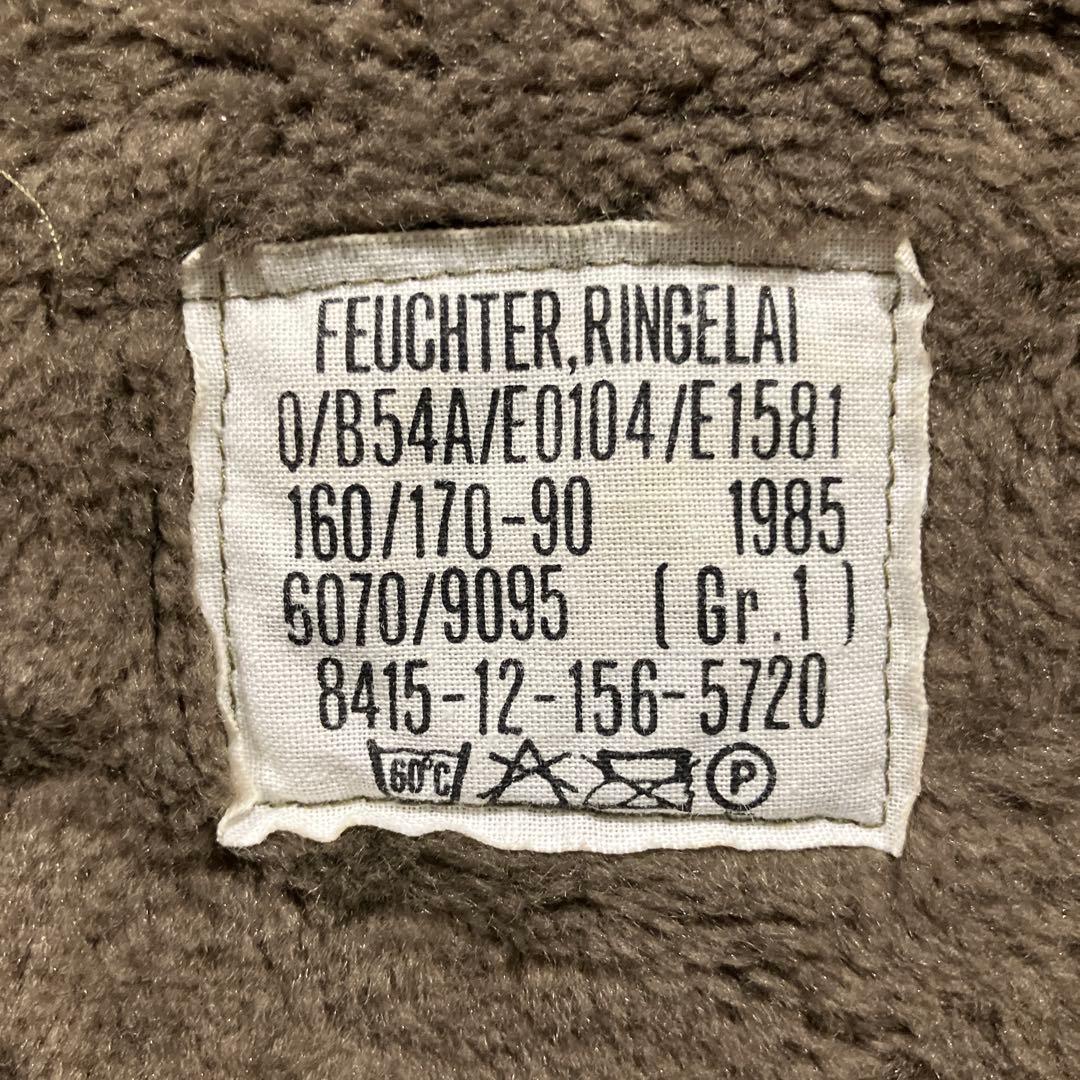 FEUCHTER,RINGELAI
0/B54A/E0104/E1581
160/170-90 1985
6070/9095 (Gr.1)
8415-12-156-5720
60°C P